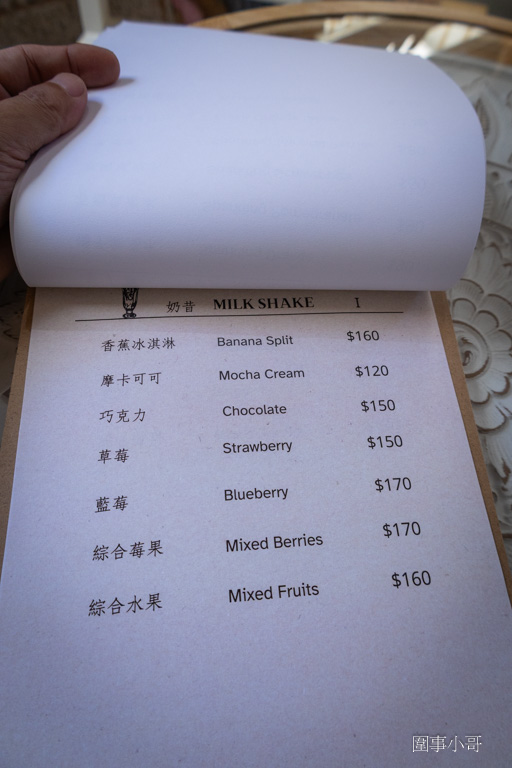 奶昔 MILK SHAKE I
香蕉冰淇淋 Banana Split $160
摩卡可可 Mocha Cream $120
巧克力 Chocolate $150
草莓 Strawberry $150
藍莓 Blueberry $170
綜合莓果 Mixed Berries $170
綜合水果 Mixed Fruits $160
圍事小哥